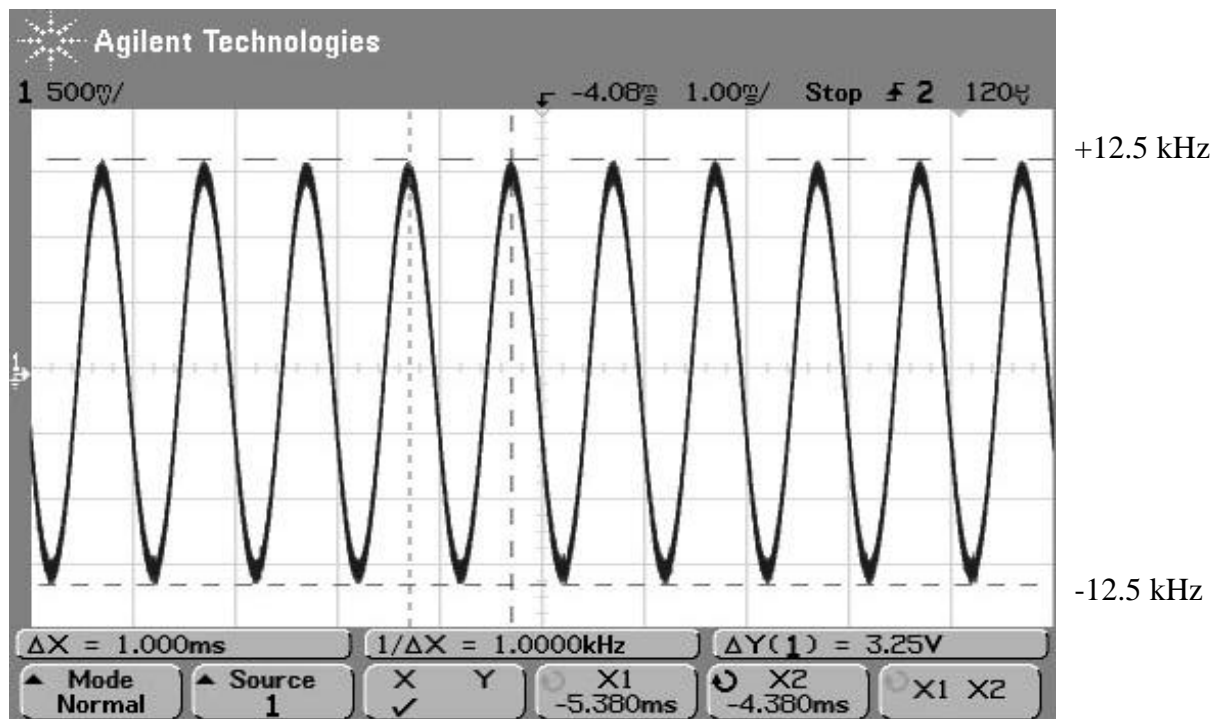 Agilent Technologies
1 500mV/ -4.08ms 1.00ms/ Stop 2 120mV
+12.5 kHz
1
-12.5 kHz
ΔX = 1.000ms 1/ΔX = 1.0000kHz ΔY(1) = 3.25V
Mode Source X Y X1 X2 X1 X2
Normal 1 ✓ -5.380ms -4.380ms